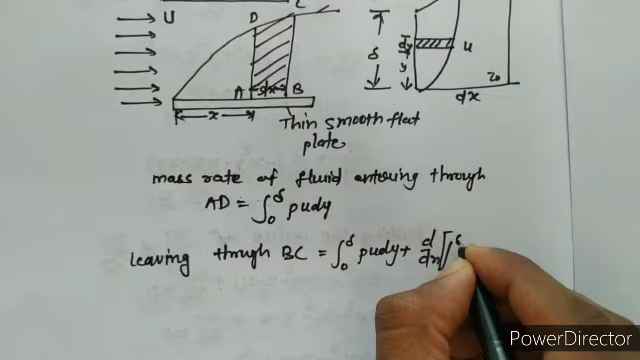 U
D C
δ dy u
y
A dx B
x
τ₀
dx
Thin smooth flat
plate
mass rate of fluid entering through
AD = ∫₀^δ ρudy
leaving through BC = ∫₀^δ ρudy + d/dx [∫^δ
PowerDirector